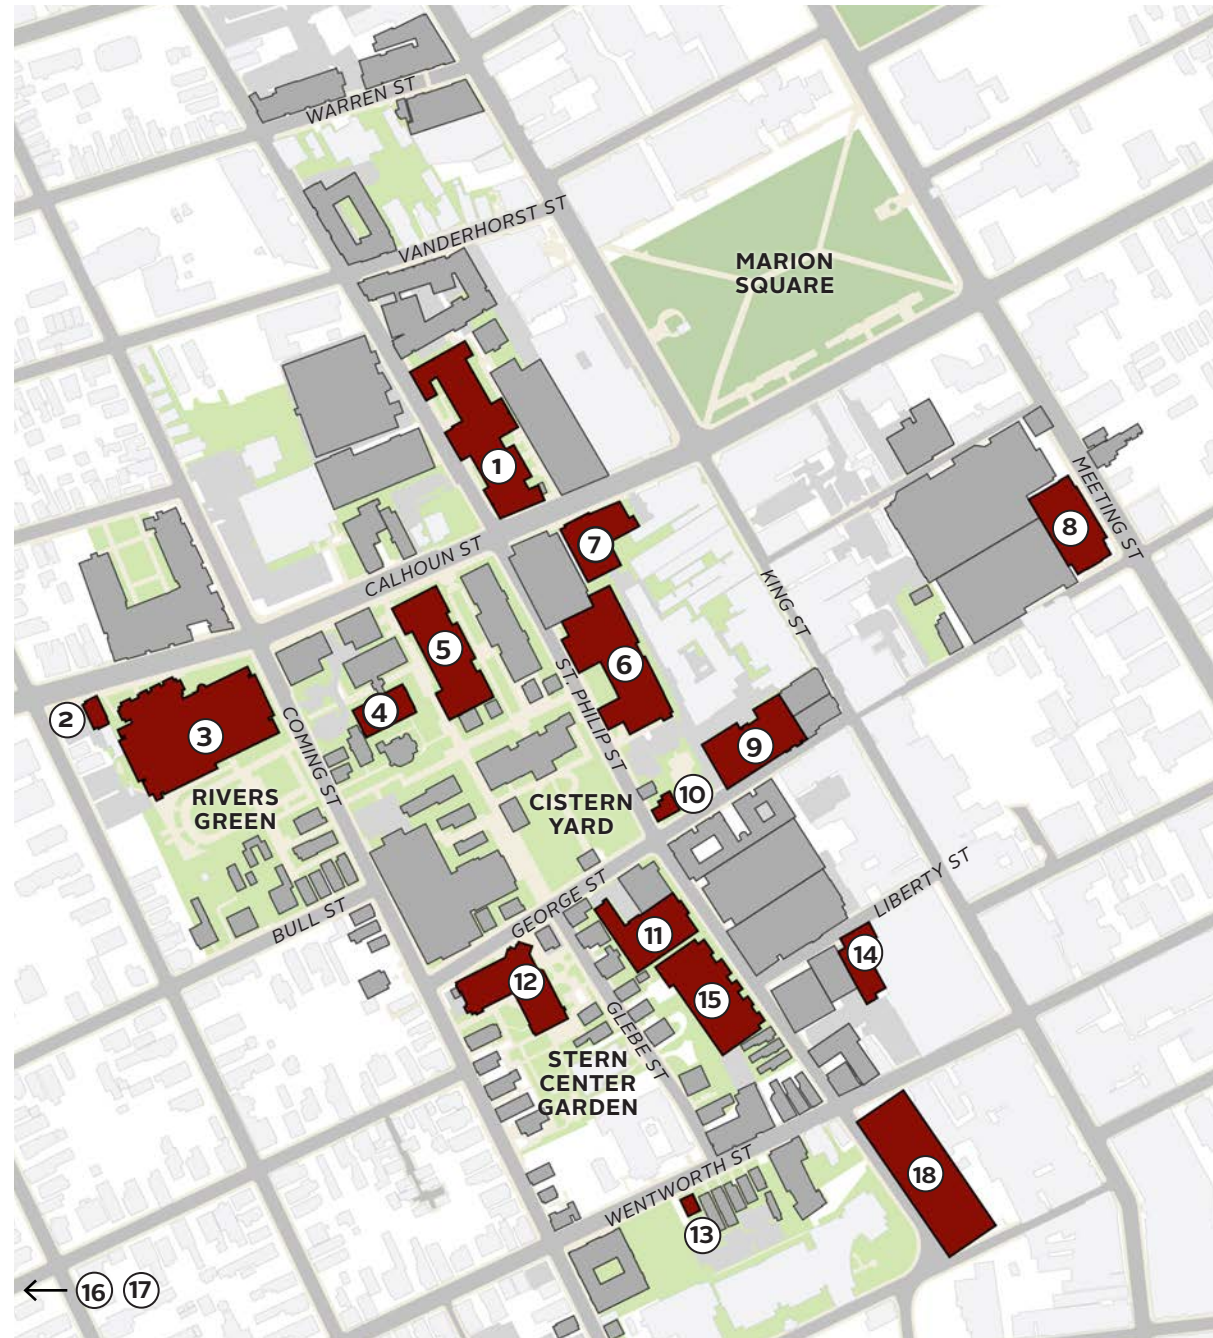 WARREN ST
VANDERHORST ST
MARION
SQUARE
1
7
8
MEETING ST
CALHOUN ST
KING ST
5
6
ST. PHILIP ST
2
3
4
COMING ST
9
10
RIVERS
GREEN
CISTERN
YARD
BULL ST
GEORGE ST
LIBERTY ST
11
12
14
15
GLEBE ST
STERN
CENTER
GARDEN
WENTWORTH ST
18
13
16 17